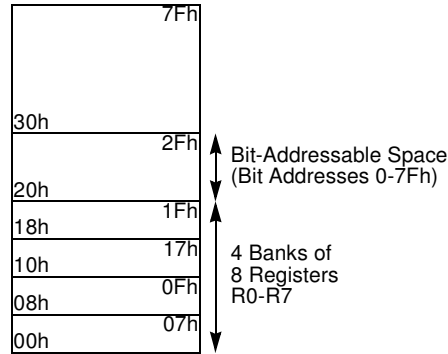 7Fh
30h
2Fh
20h
Bit-Addressable Space
(Bit Addresses 0-7Fh)
1Fh
18h
17h
10h
0Fh
08h
07h
00h
4 Banks of
8 Registers
R0-R7